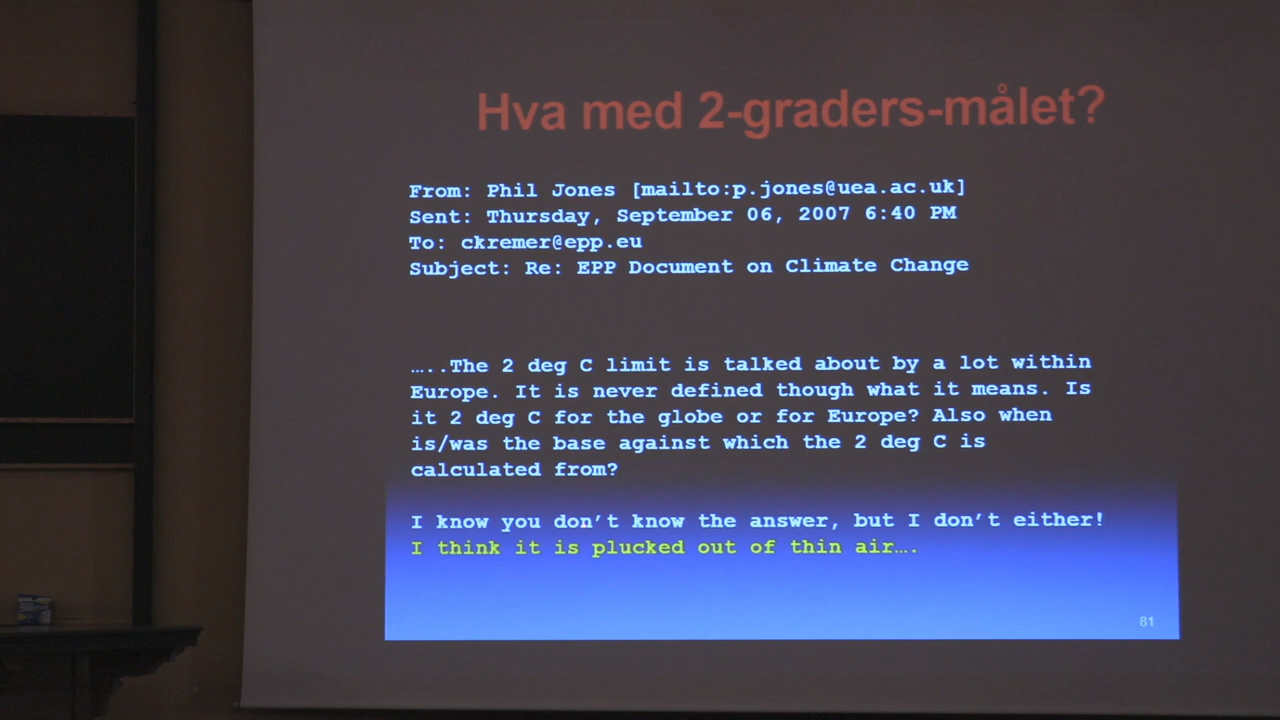 Hva med 2-graders-målet?
From: Phil Jones [mailto:p.jones@uea.ac.uk]
Sent: Thursday, September 06, 2007 6:40 PM
To: ckremer@epp.eu
Subject: Re: EPP Document on Climate Change
…..The 2 deg C limit is talked about by a lot within
Europe. It is never defined though what it means. Is
it 2 deg C for the globe or for Europe? Also when
is/was the base against which the 2 deg C is
calculated from?
I know you don’t know the answer, but I don’t either!
I think it is plucked out of thin air….
81